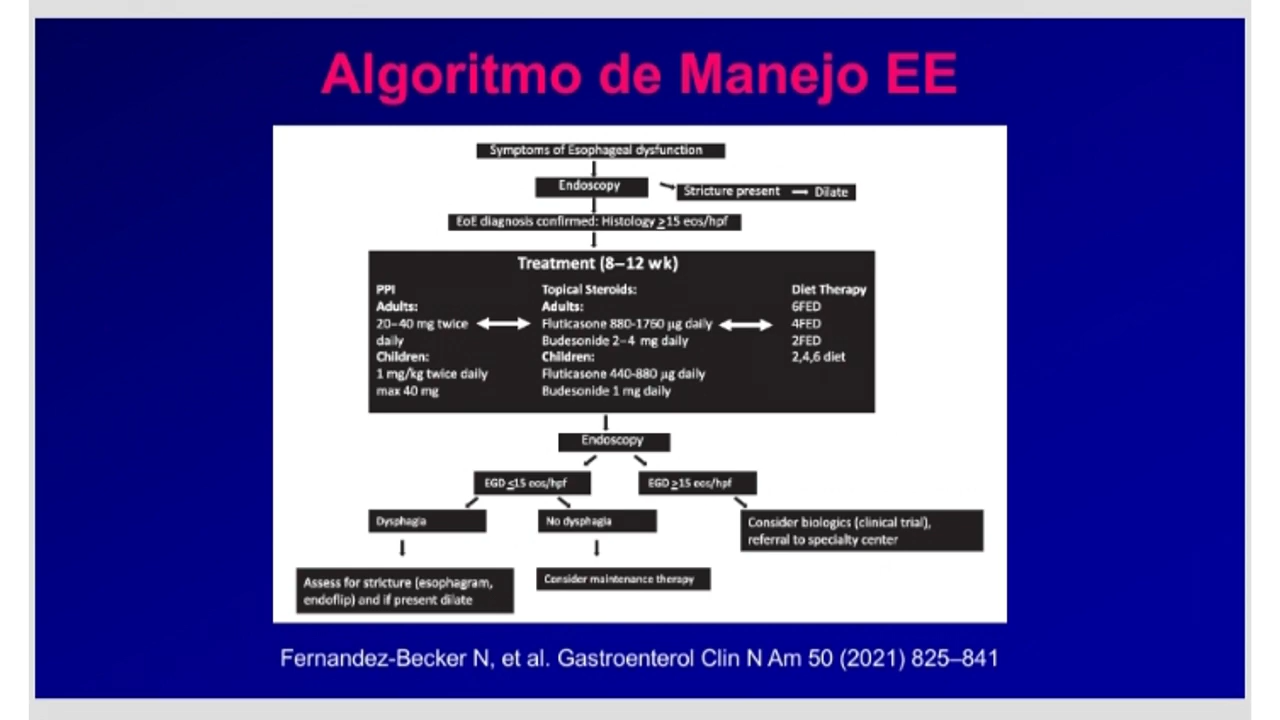 Algoritmo de Manejo EE
Symptoms of Esophageal dysfunction
Endoscopy
Stricture present
Dilate
EoE diagnosis confirmed: Histology ≥15 eos/hpf
Treatment (8–12 wk)
PPI
Adults:
20–40 mg twice
daily
Children:
1 mg/kg twice daily
max 40 mg
Topical Steroids:
Adults:
Fluticasone 880-1760 µg daily
Budesonide 2–4 mg daily
Children:
Fluticasone 440-880 µg daily
Budesonide 1 mg daily
Diet Therapy
6FED
4FED
2FED
2,4,6 diet
Endoscopy
EGD ≤15 eos/hpf
EGD ≥15 eos/hpf
Dysphagia
No dysphagia
Consider biologics (clinical trial),
referral to specialty center
Assess for stricture (esophagram,
endoflip) and if present dilate
Consider maintenance therapy
Fernandez-Becker N, et al. Gastroenterol Clin N Am 50 (2021) 825–841